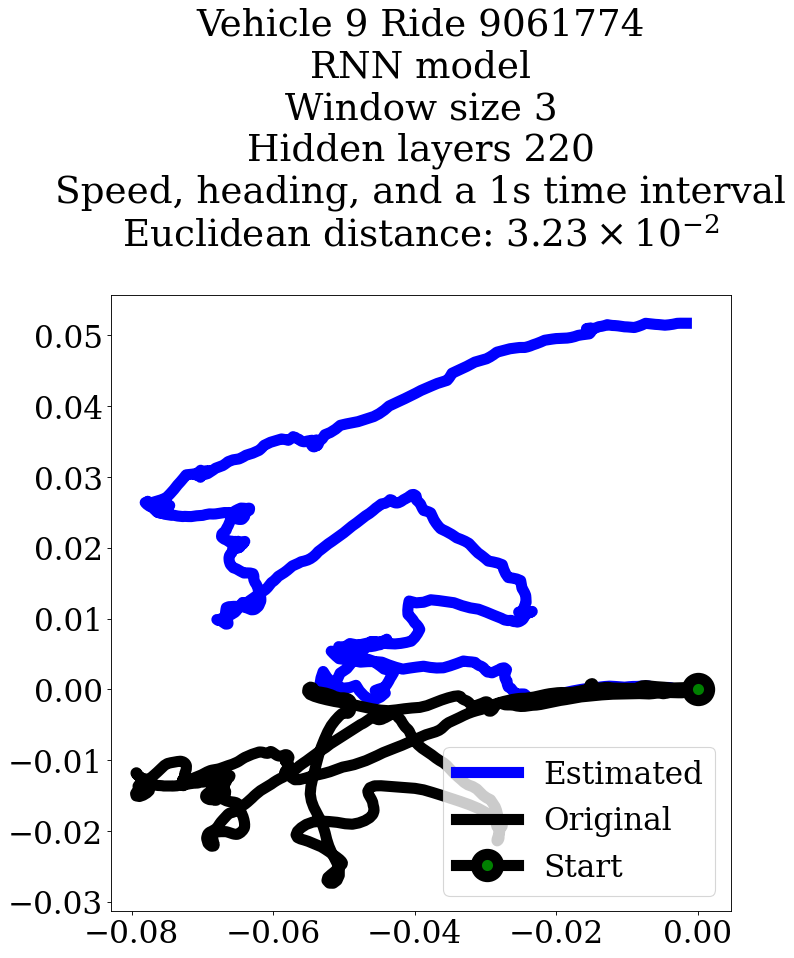 Vehicle 9 Ride 9061774
RNN model
Window size 3
Hidden layers 220
Speed, heading, and a 1s time interval
Euclidean distance: 3.23 × 10⁻²
0.05
0.04
0.03
0.02
0.01
0.00
−0.01
−0.02
−0.03
Estimated
Original
Start
−0.08 −0.06 −0.04 −0.02 0.00